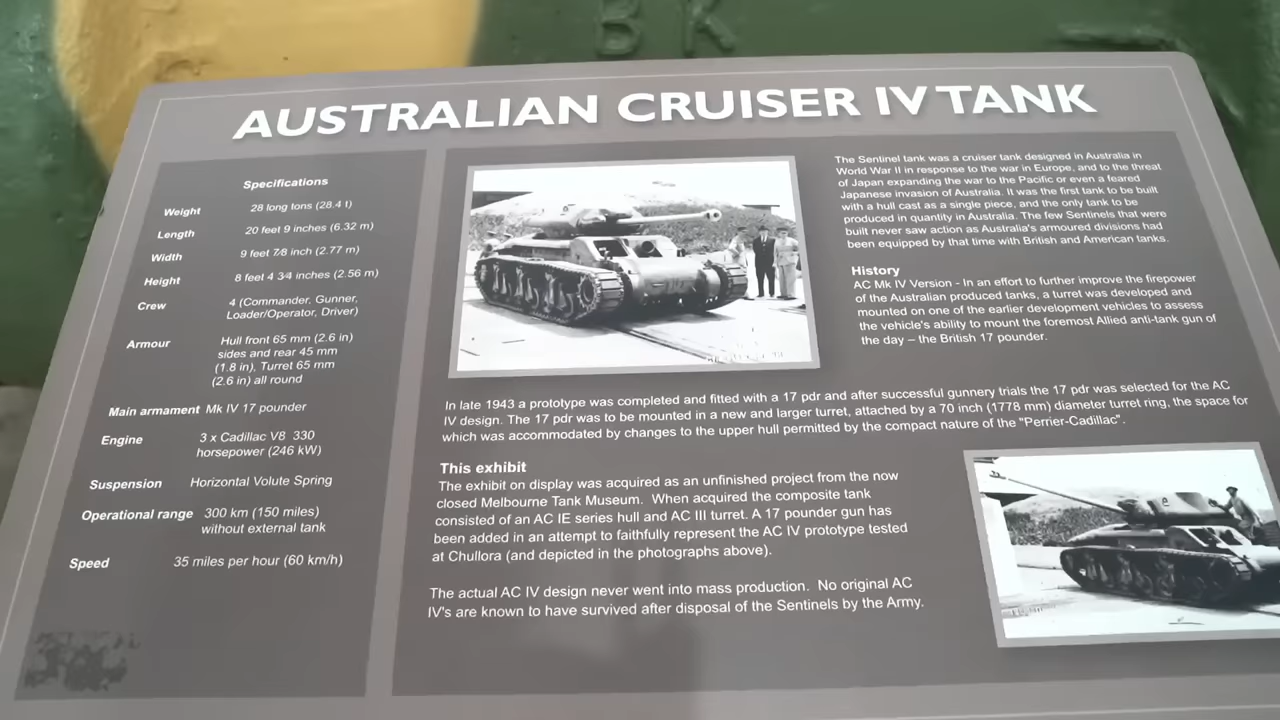 BK
AUSTRALIAN CRUISER IV TANK
Specifications
Weight 28 long tons (28.4 t)
Length 20 feet 9 inches (6.32 m)
Width 9 feet 7⁄8 inch (2.77 m)
Height 8 feet 4 3⁄4 inches (2.56 m)
Crew 4 (Commander, Gunner,
Loader/Operator, Driver)
Armour Hull front 65 mm (2.6 in)
sides and rear 45 mm
(1.8 in), Turret 65 mm
(2.6 in) all round
Main armament Mk IV 17 pounder
Engine 3 x Cadillac V8 330
horsepower (246 kW)
Suspension Horizontal Volute Spring
Operational range 300 km (150 miles)
without external tank
Speed 35 miles per hour (60 km/h)
The Sentinel tank was a cruiser tank designed in Australia in
World War II in response to the war in Europe, and to the threat
of Japan expanding the war to the Pacific or even a feared
Japanese invasion of Australia. It was the first tank to be built
with a hull cast as a single piece, and the only tank to be
produced in quantity in Australia. The few Sentinels that were
built never saw action as Australia's armoured divisions had
been equipped by that time with British and American tanks.
History
AC Mk IV Version - In an effort to further improve the firepower
of the Australian produced tanks, a turret was developed and
mounted on one of the earlier development vehicles to assess
the vehicle's ability to mount the foremost Allied anti-tank gun of
the day – the British 17 pounder.
In late 1943 a prototype was completed and fitted with a 17 pdr and after successful gunnery trials the 17 pdr was selected for the AC
IV design. The 17 pdr was to be mounted in a new and larger turret, attached by a 70 inch (1778 mm) diameter turret ring, the space for
which was accommodated by changes to the upper hull permitted by the compact nature of the "Perrier-Cadillac".
This exhibit
The exhibit on display was acquired as an unfinished project from the now
closed Melbourne Tank Museum. When acquired the composite tank
consisted of an AC IE series hull and AC III turret. A 17 pounder gun has
been added in an attempt to faithfully represent the AC IV prototype tested
at Chullora (and depicted in the photographs above).
The actual AC IV design never went into mass production. No original AC
IV's are known to have survived after disposal of the Sentinels by the Army.